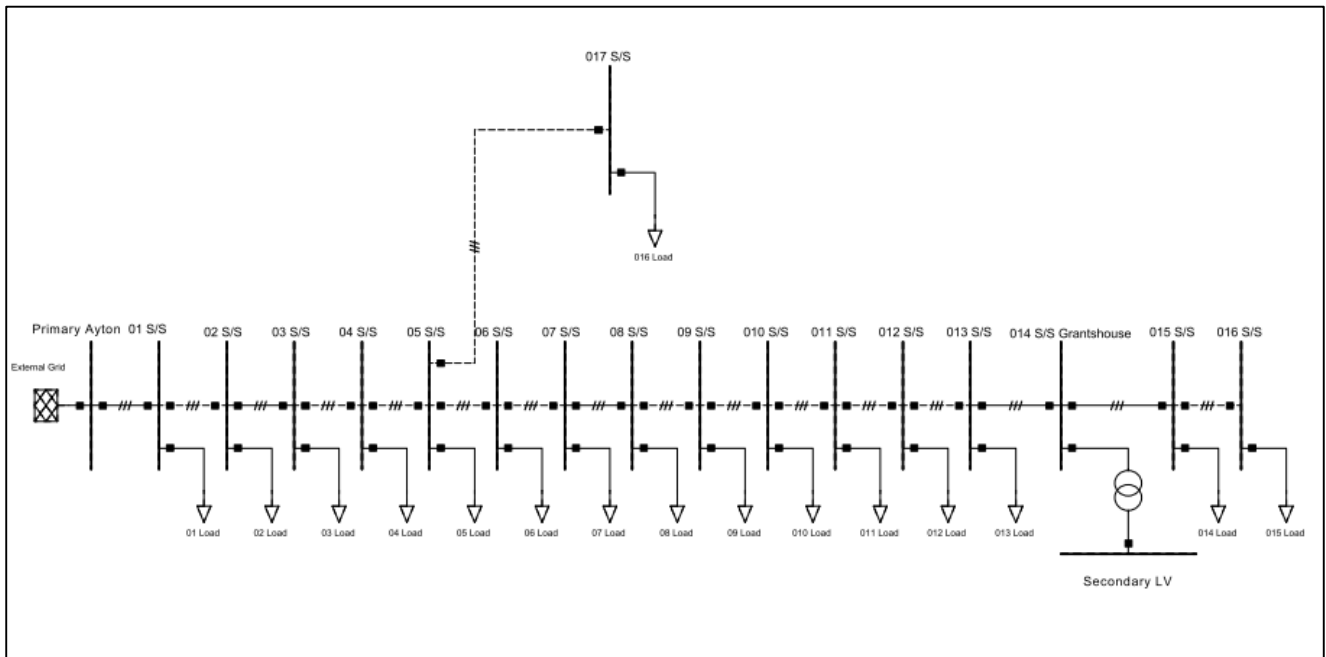 017 S/S
016 Load
Primary Ayton 01 S/S 02 S/S 03 S/S 04 S/S 05 S/S 06 S/S 07 S/S 08 S/S 09 S/S 010 S/S 011 S/S 012 S/S 013 S/S 014 S/S Grantshouse 015 S/S 016 S/S
External Grid
01 Load 02 Load 03 Load 04 Load 05 Load 06 Load 07 Load 08 Load 09 Load 010 Load 011 Load 012 Load 013 Load 014 Load 015 Load
Secondary LV